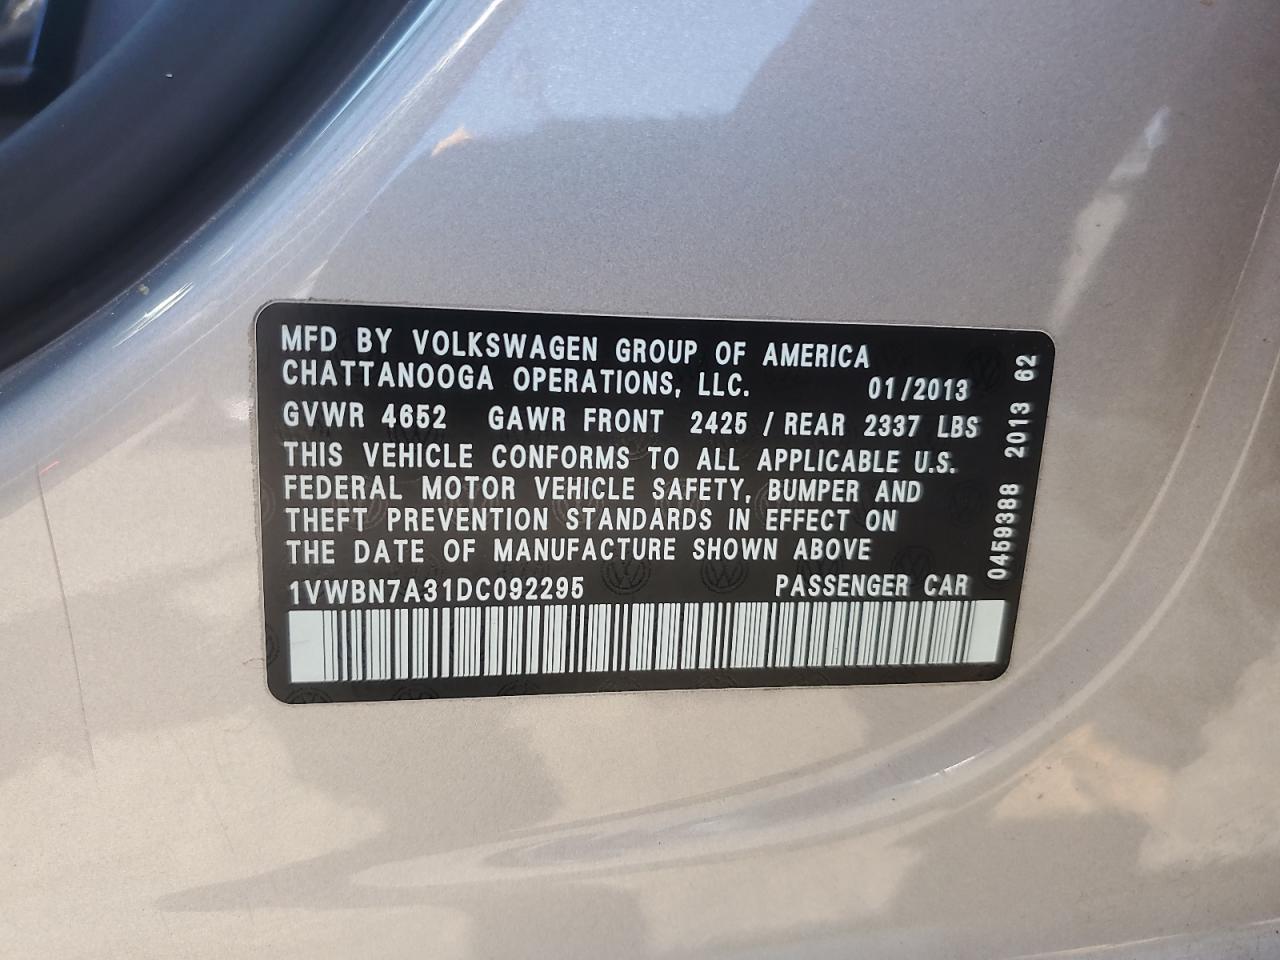 MFD BY VOLKSWAGEN GROUP OF AMERICA
CHATTANOOGA OPERATIONS, LLC. 01/2013
GVWR 4652 GAWR FRONT 2425 / REAR 2337 LBS
THIS VEHICLE CONFORMS TO ALL APPLICABLE U.S.
FEDERAL MOTOR VEHICLE SAFETY, BUMPER AND
THEFT PREVENTION STANDARDS IN EFFECT ON
THE DATE OF MANUFACTURE SHOWN ABOVE
1VWBN7A31DC092295 PASSENGER CAR
0459388 2013 62